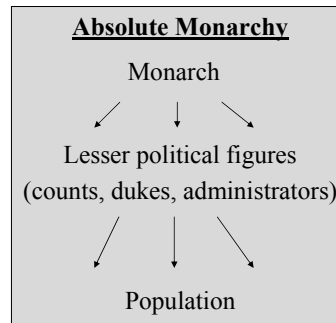 Absolute Monarchy
Monarch
Lesser political figures
(counts, dukes, administrators)
Population